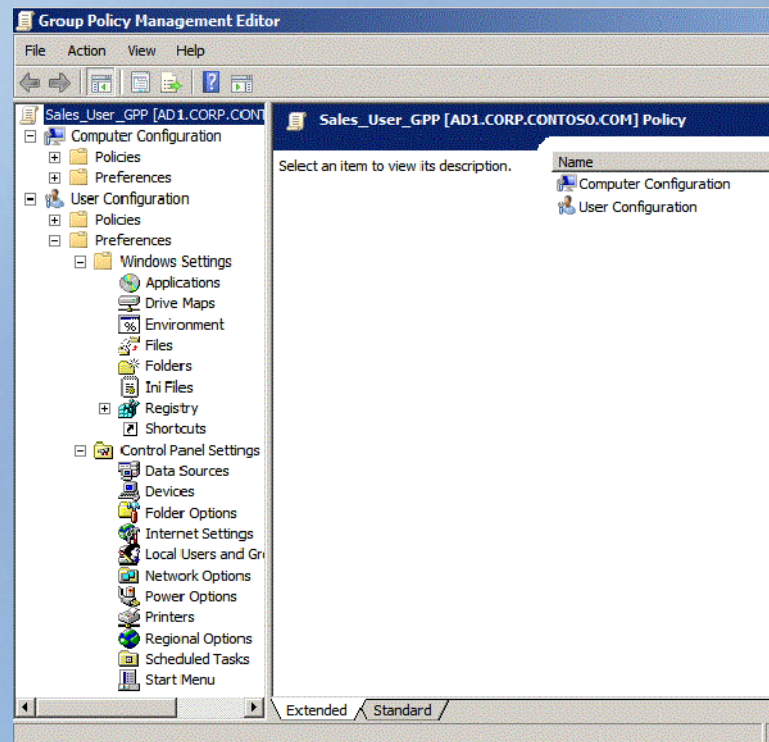 Group Policy Management Editor
File Action View Help
Sales_User_GPP [AD1.CORP.CONT
Computer Configuration
Policies
Preferences
User Configuration
Policies
Preferences
Windows Settings
Applications
Drive Maps
Environment
Files
Folders
Ini Files
Registry
Shortcuts
Control Panel Settings
Data Sources
Devices
Folder Options
Internet Settings
Local Users and Gr
Network Options
Power Options
Printers
Regional Options
Scheduled Tasks
Start Menu
Sales_User_GPP [AD1.CORP.CONTOSO.COM] Policy
Select an item to view its description.
Name
Computer Configuration
User Configuration
Extended Standard